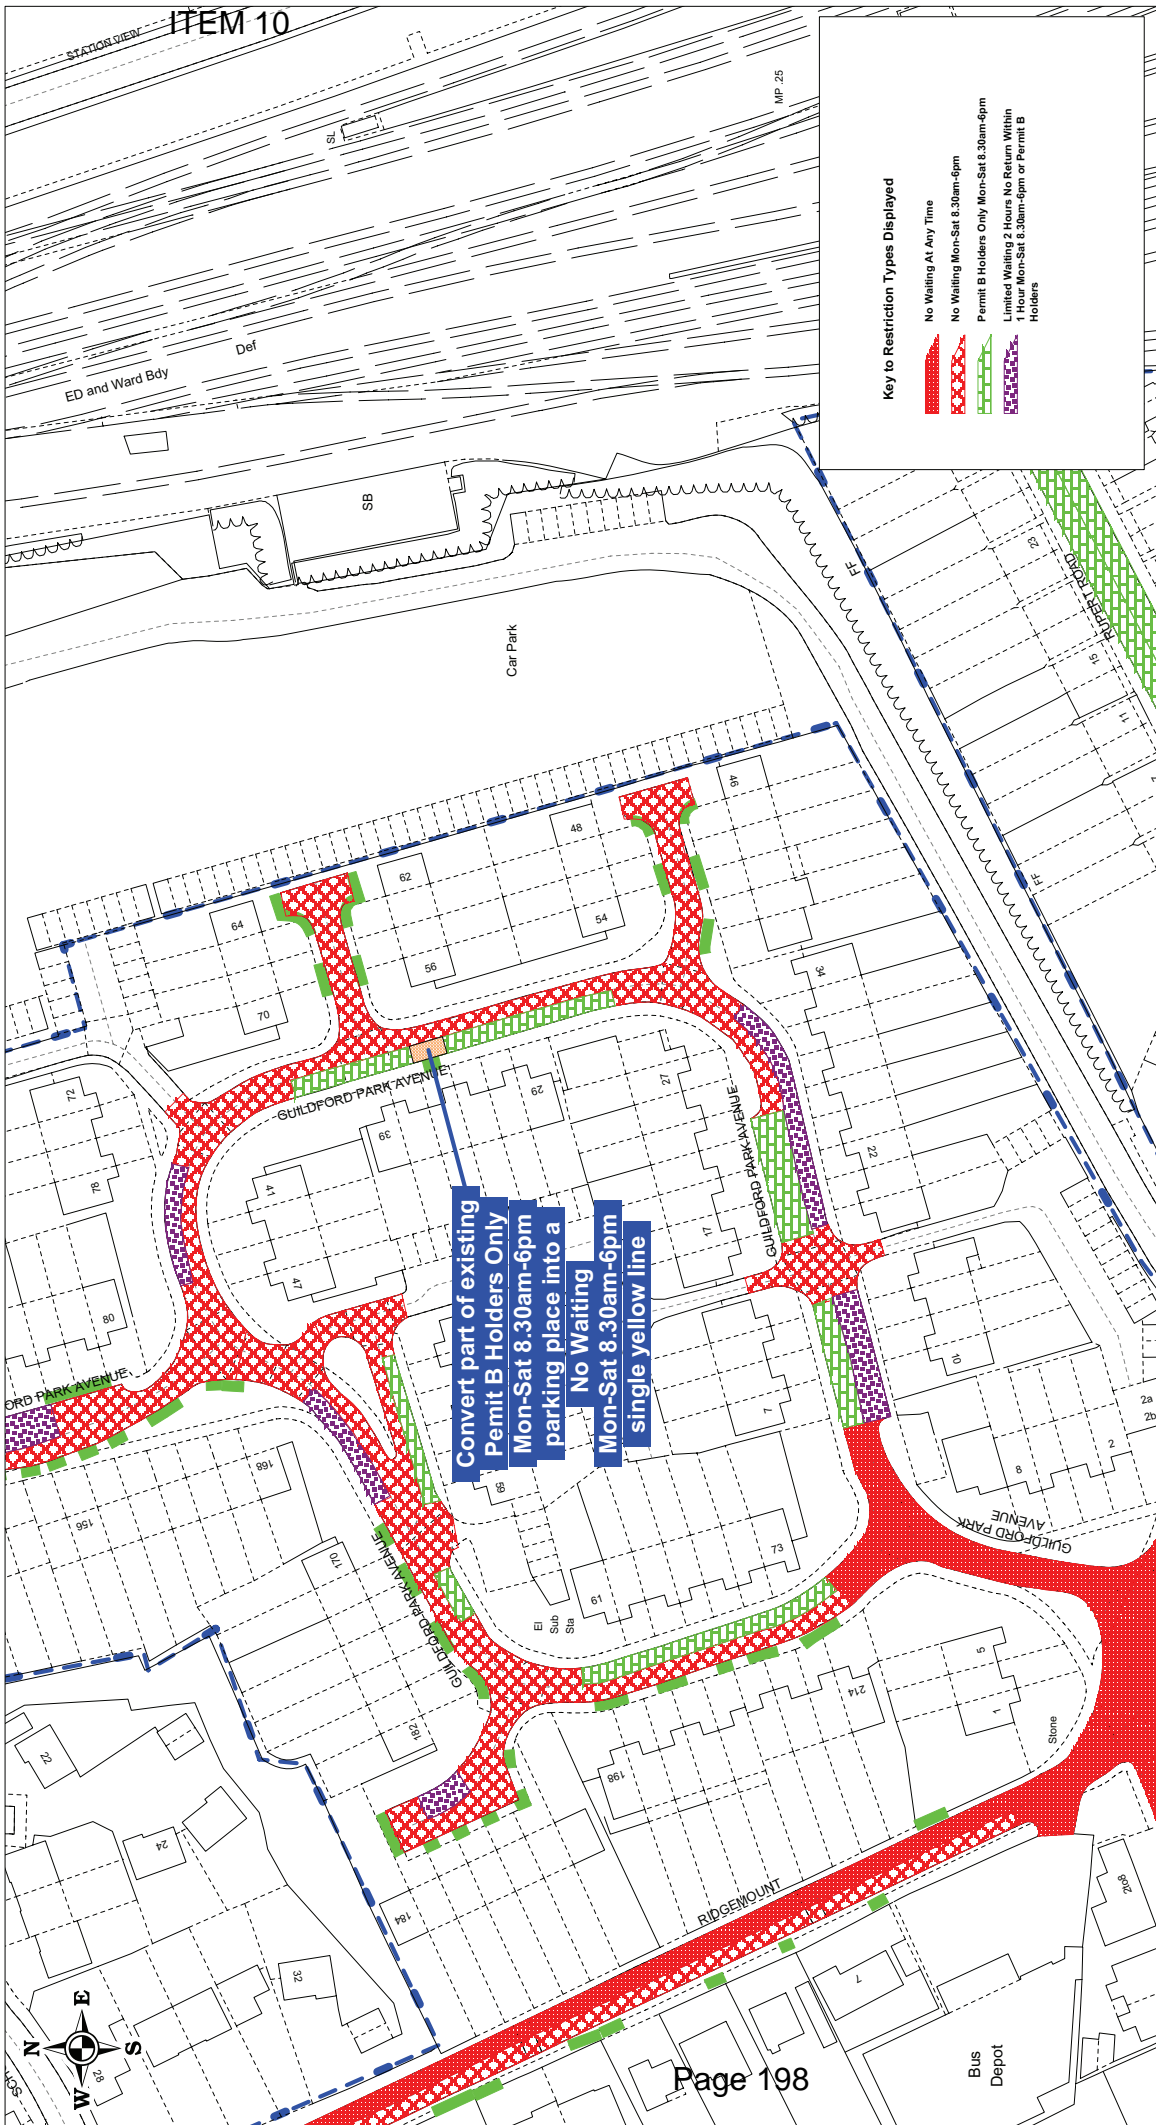 ITEM 10
STATION VIEW
SL
MP .25
Def
ED and Ward Bdy
SB
Car Park
Key to Restriction Types Displayed
No Waiting At Any Time
No Waiting Mon-Sat 8.30am-6pm
Permit B Holders Only Mon-Sat 8.30am-6pm
Limited Waiting 2 Hours No Return Within
1 Hour Mon-Sat 8.30am-6pm or Permit B
Holders
FF
23
RUPERT ROAD
15
11
7
FF
46
48
62
54
64
56
70
34
72
78
80
GUILDFORD PARK AVENUE
39
29
27
41
47
GUILDFORD PARK AVENUE
17
22
Convert part of existing
Pemit B Holders Only
Mon-Sat 8.30am-6pm
parking place into a
No Waiting
Mon-Sat 8.30am-6pm
single yellow line
ORD PARK AVENUE
168
156
170
69
7
10
2a
2b
2
8
GUILDFORD PARK
AVENUE
GUILDFORD PARK AVENUE
73
61
El
Sub
Sta
182
214
5
1
Stone
198
22
24
184
RIDGEMOUNT
32
7
Bus
Depot
N
E
S
W
28
SCH
Page 198